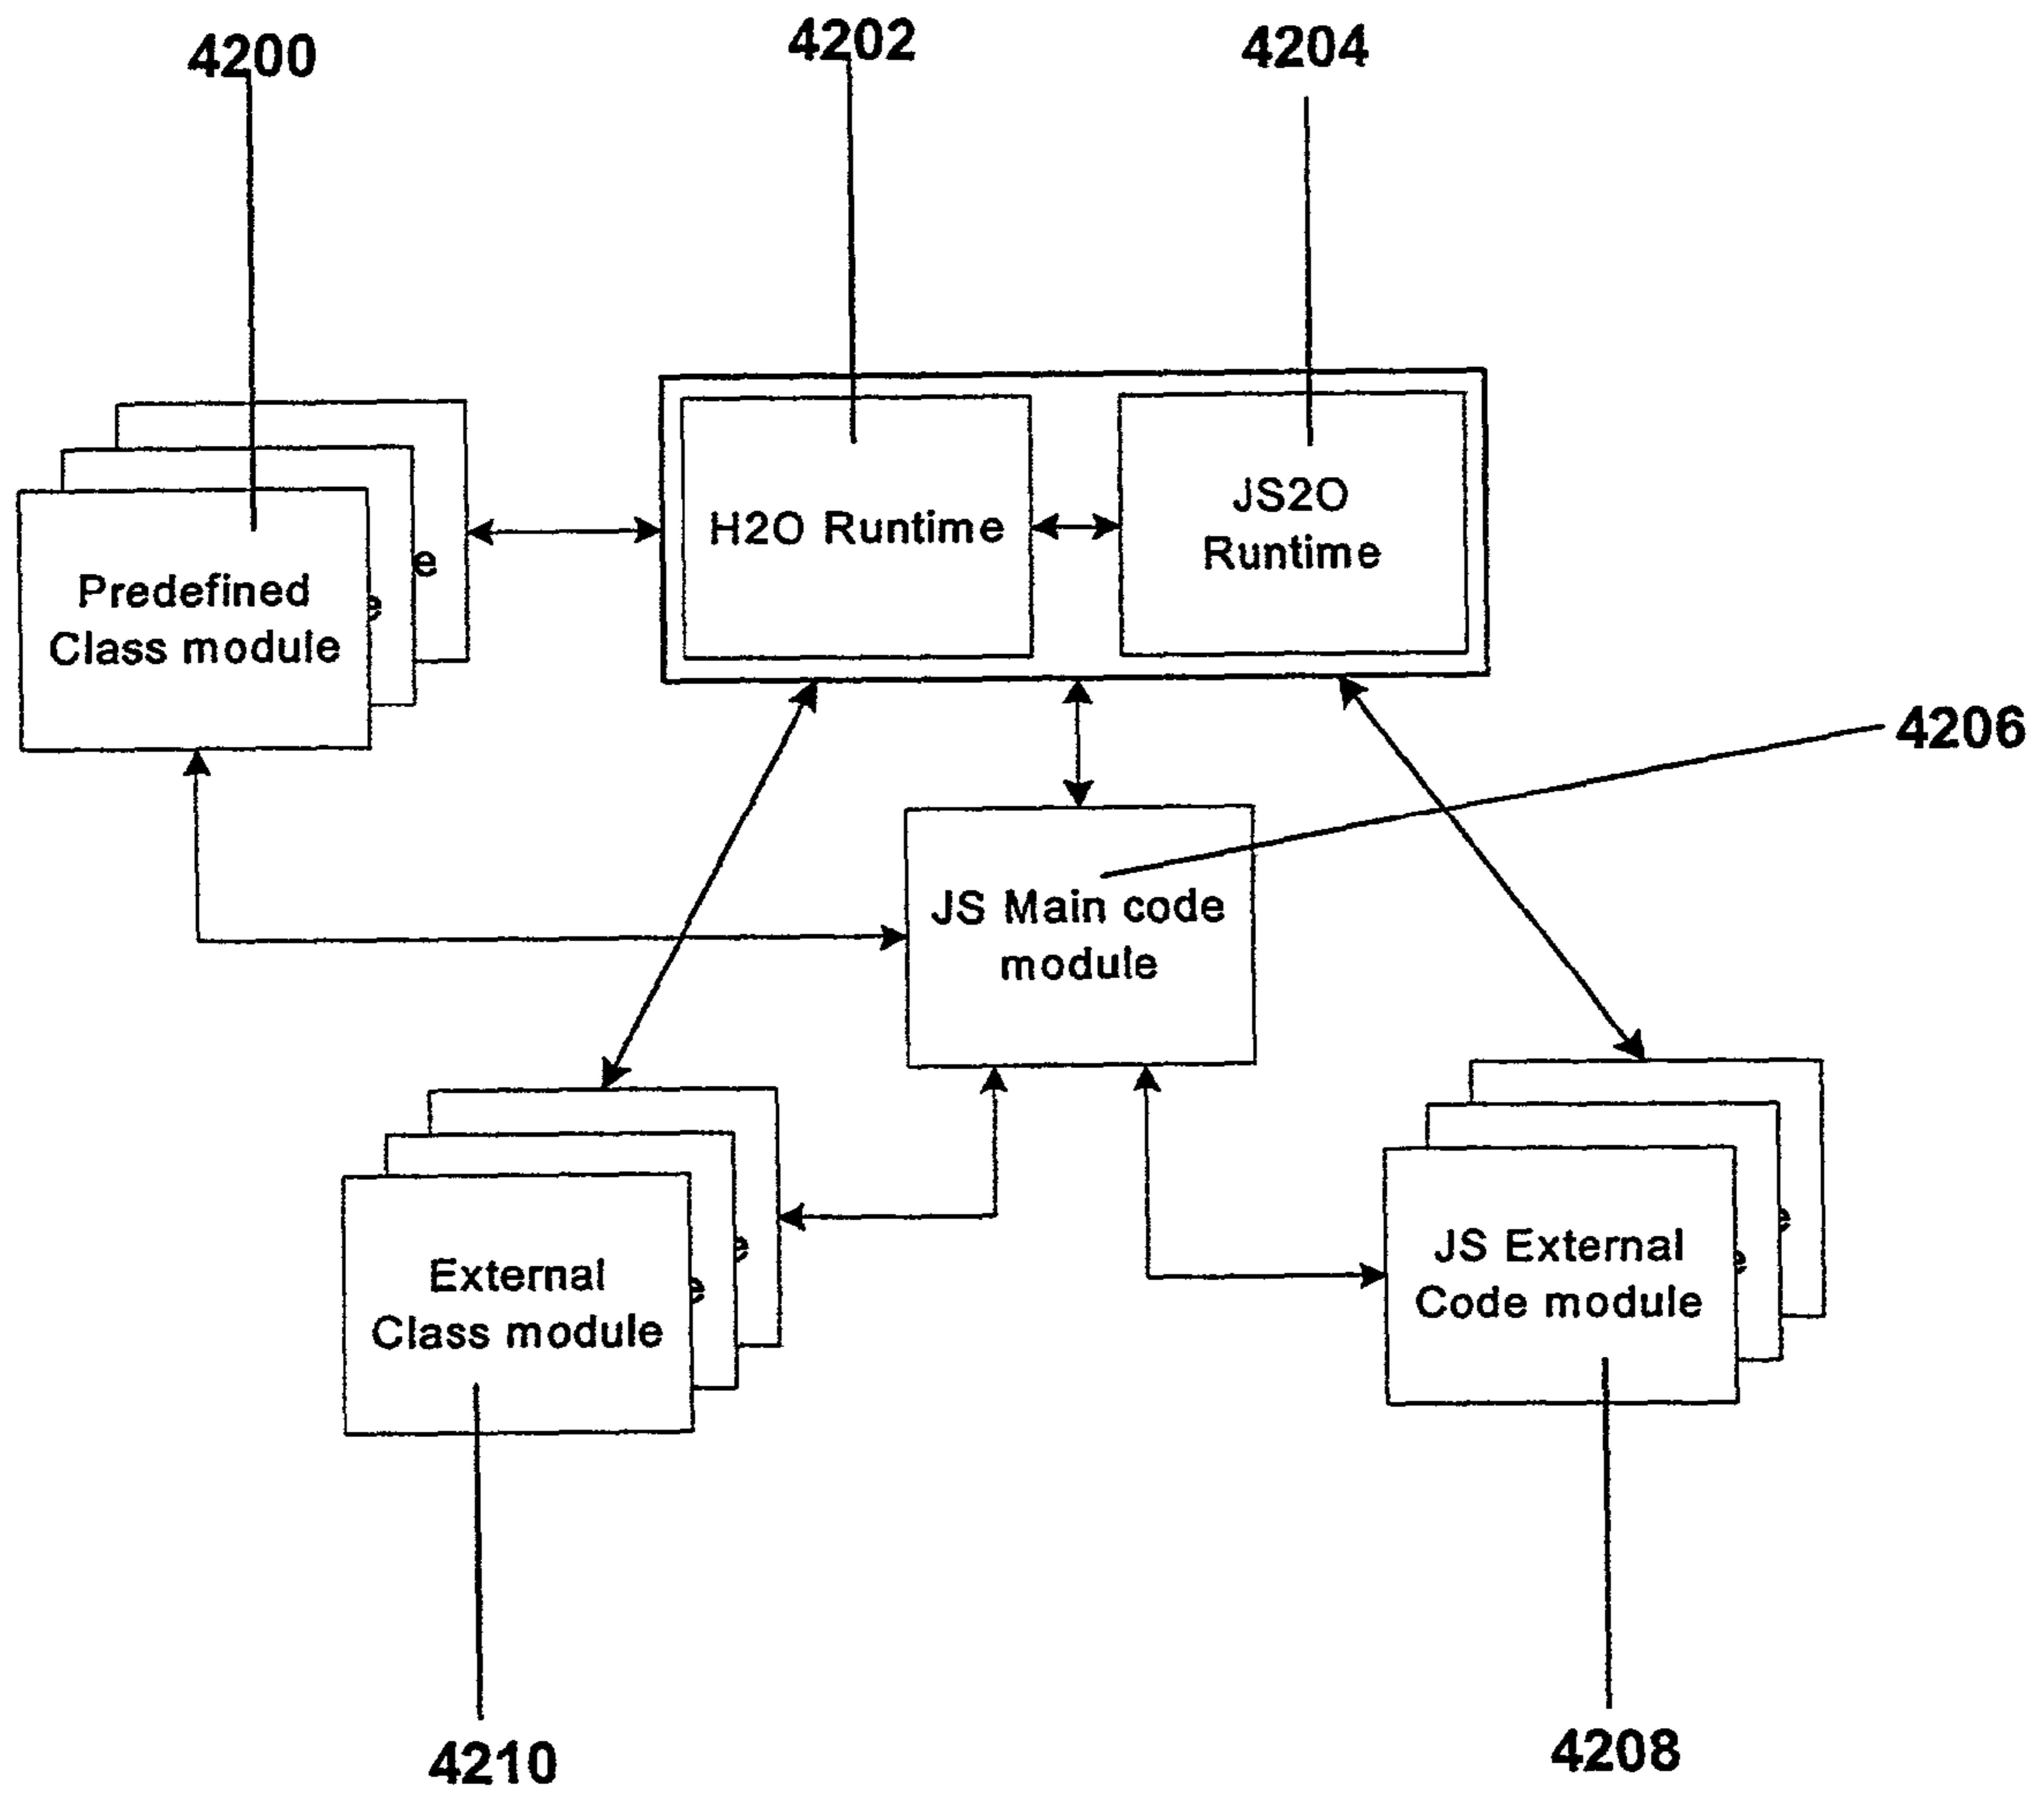 4200
4202
4204
H2O Runtime
JS2O
Runtime
e
e
Predefined
Class module
4206
JS Main code
module
e
e
External
Class module
e
e
JS External
Code module
4210
4208